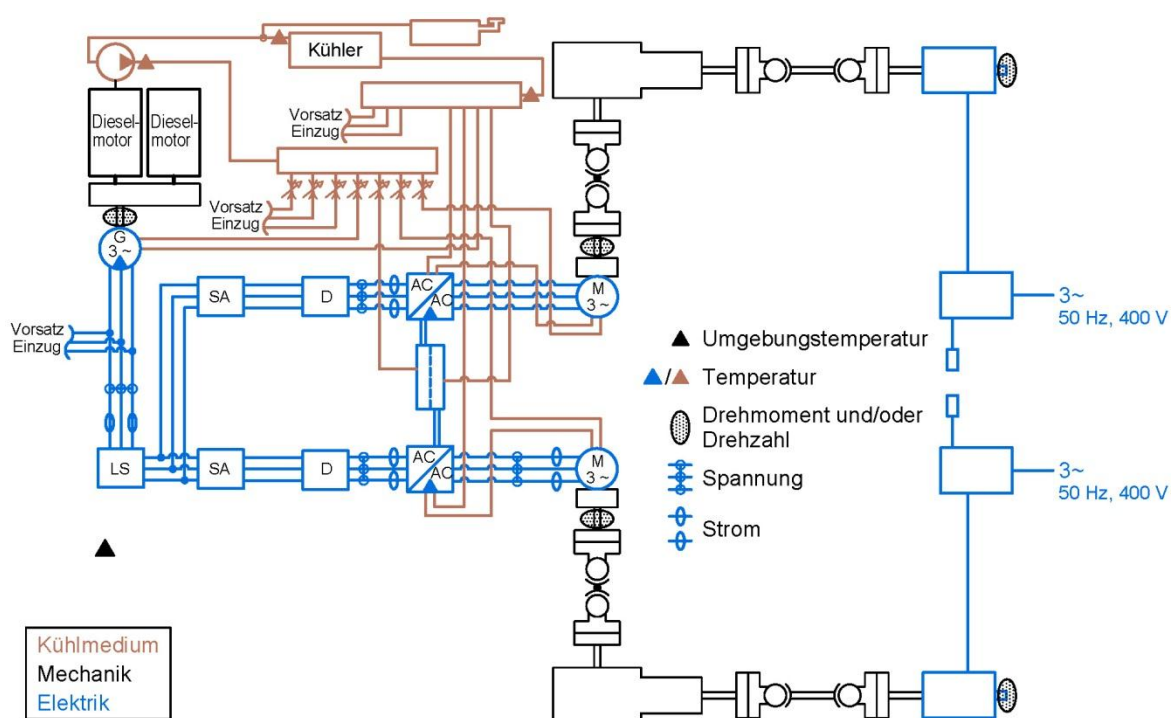 Kühler
Vorsatz
Einzug
Diesel-
motor
Diesel-
motor
Vorsatz
Einzug
G
3 ~
SA
D
AC
AC
M
3 ~
Vorsatz
Einzug
3~
50 Hz, 400 V
Umgebungstemperatur
/
Temperatur
Drehmoment und/oder
Drehzahl
LS
SA
D
AC
AC
M
3 ~
Spannung
3~
50 Hz, 400 V
Strom
Kühlmedium
Mechanik
Elektrik